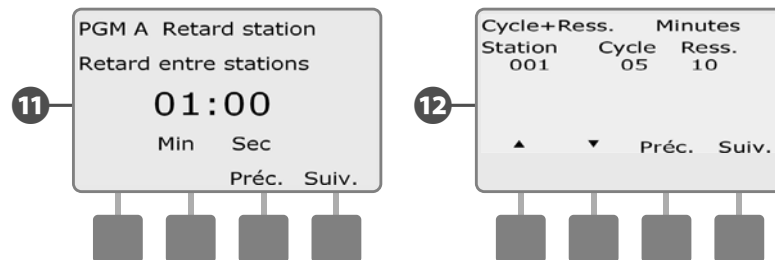 11
PGM A Retard station
Retard entre stations
01:00
Min Sec
Préc. Suiv.
12
Cycle+Ress. Minutes
Station Cycle Ress.
001 05 10
▲ ▼ Préc. Suiv.